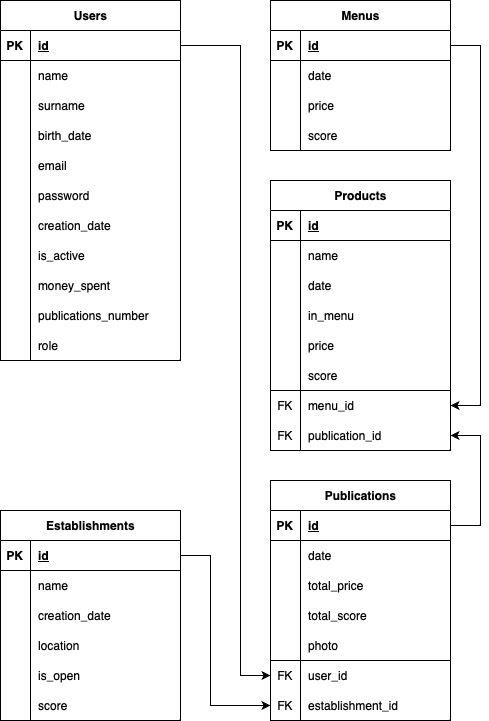 Users
PK id
name
surname
birth_date
email
password
creation_date
is_active
money_spent
publications_number
role
Menus
PK id
date
price
score
Products
PK id
name
date
in_menu
price
score
FK menu_id
FK publication_id
Establishments
PK id
name
creation_date
location
is_open
score
Publications
PK id
date
total_price
total_score
photo
FK user_id
FK establishment_id